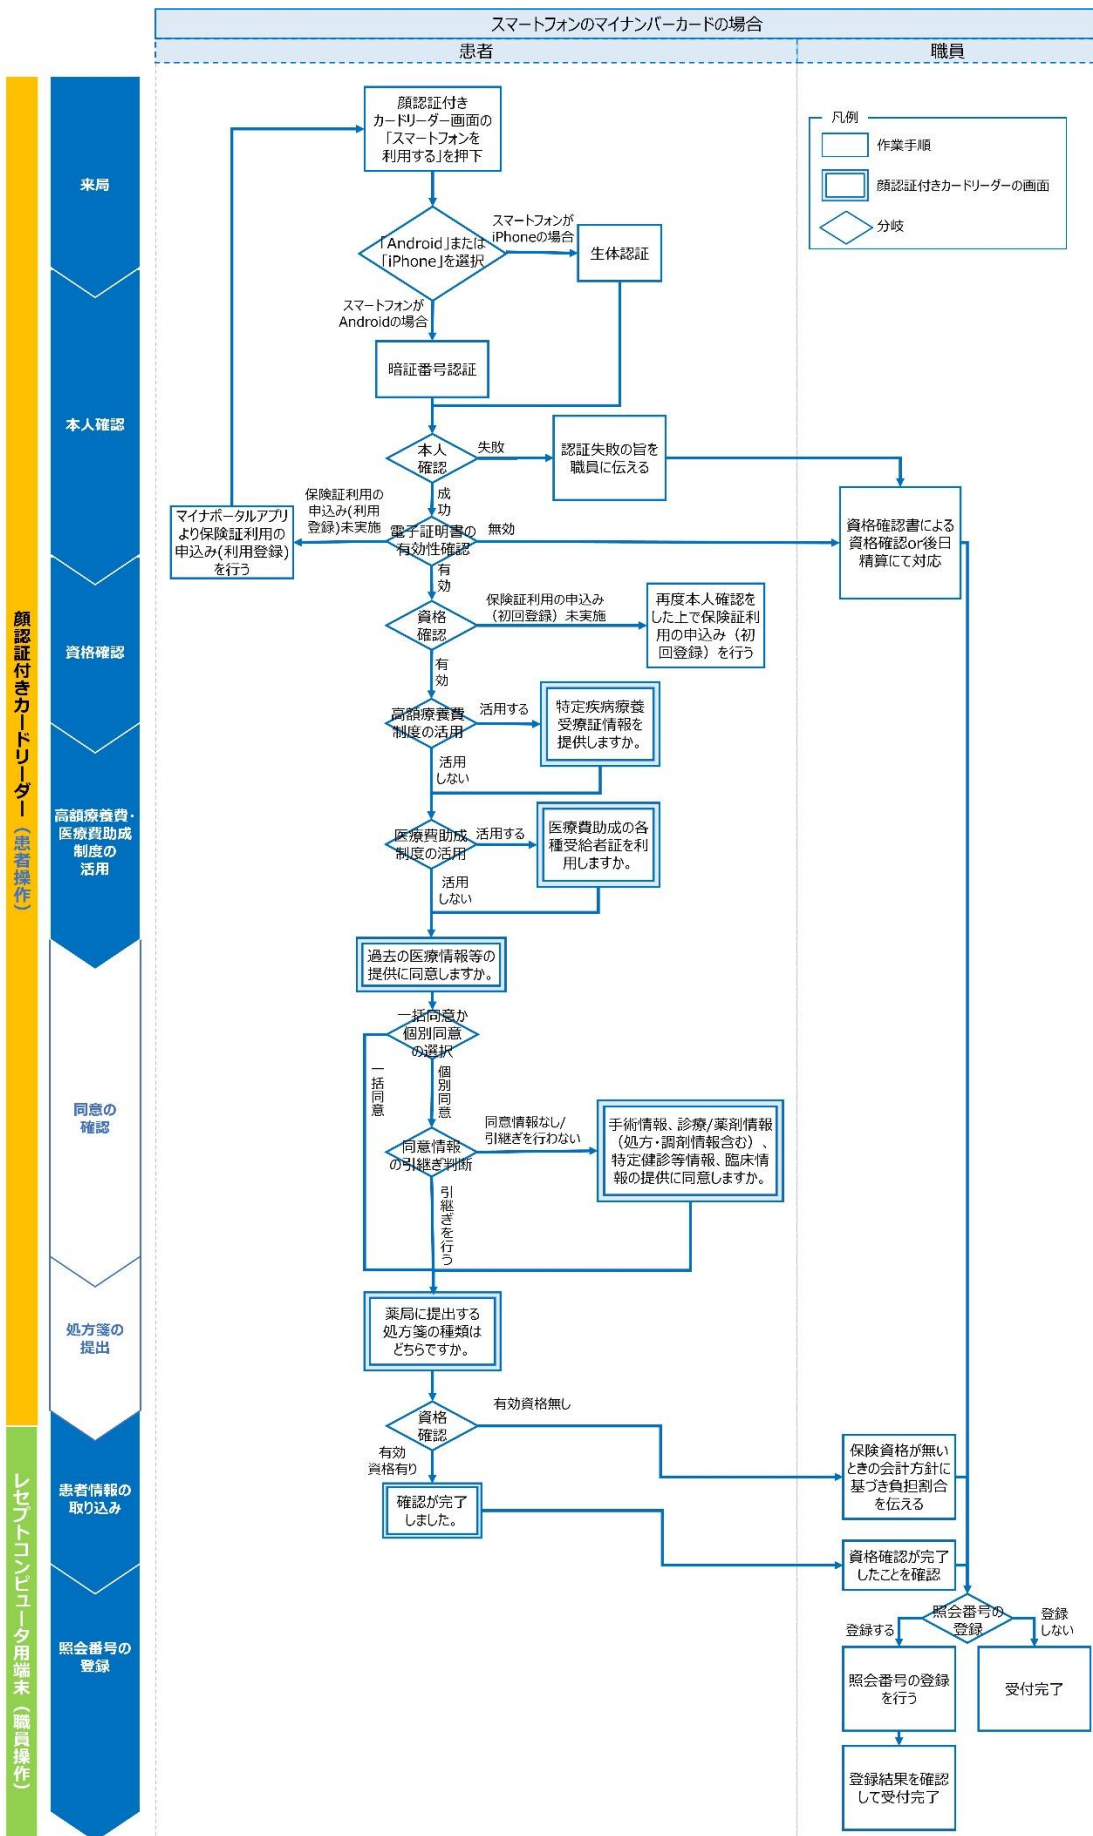 スマートフォンのマイナンバーカードの場合
患者
職員
顔認証付きカードリーダー(患者操作)
レセプトコンピュータ用端末(職員操作)
来局
本人確認
資格確認
高額療養費・
医療費助成
制度の
活用
同意の
確認
処方箋の
提出
患者情報の
取り込み
照会番号の
登録
凡例
作業手順
顔認証付きカードリーダーの画面
分岐
顔認証付き
カードリーダー画面の
「スマートフォンを
利用する」を押下
「Android」または
「iPhone」を選択
スマートフォンが
iPhoneの場合
生体認証
スマートフォンが
Androidの場合
暗証番号認証
本人
確認
失敗
認証失敗の旨を
職員に伝える
成功
保険証利用の
申込み(利用
登録)未実施
マイナポータルアプリ
より保険証利用の
申込み(利用登録)
を行う
電子証明書の
有効性確認
無効
資格確認書による
資格確認or後日
精算にて対応
有効
資格
確認
保険証利用の申込み
(初回登録)未実施
再度本人確認を
した上で保険証利
用の申込み(初
回登録)を行う
有効
高額療養費
制度の活用
活用する
特定疾病療養
受療証情報を
提供しますか。
活用
しない
医療費助成
制度の活用
活用する
医療費助成の各
種受給者証を利
用しますか。
活用
しない
過去の医療情報等の
提供に同意しますか。
一括同意か
個別同意
の選択
一括同意
個別同意
同意情報
の引継ぎ判断
同意情報なし/
引継ぎを行わない
手術情報、診療/薬剤情報
(処方・調剤情報含む)、
特定健診等情報、臨床情
報の提供に同意しますか。
引継ぎを行う
薬局に提出する
処方箋の種類は
どちらですか。
資格
確認
有効資格無し
保険資格が無い
ときの会計方針に
基づき負担割合
を伝える
有効
資格有り
確認が完了
しました。
資格確認が完了
したことを確認
照会番号の
登録
登録する
登録
しない
照会番号の登録
を行う
受付完了
登録結果を確認
して受付完了